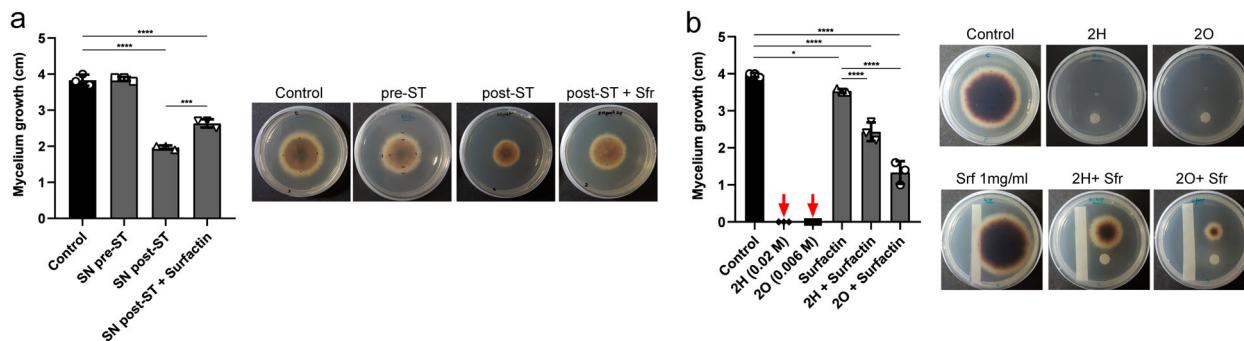 a
Mycelium growth (cm)
5
4
3
2
1
0
****
****
***
Control
SN pre-ST
SN post-ST
SN post-ST + Surfactin
Control
pre-ST
post-ST
post-ST + Sfr
b
Mycelium growth (cm)
5
4
3
2
1
0
****
****
*
****
****
Control
2H (0.02 M)
2O (0.006 M)
Surfactin
2H + Surfactin
2O + Surfactin
Control
2H
2O
Srf 1mg/ml
2H+ Sfr
2O+ Sfr